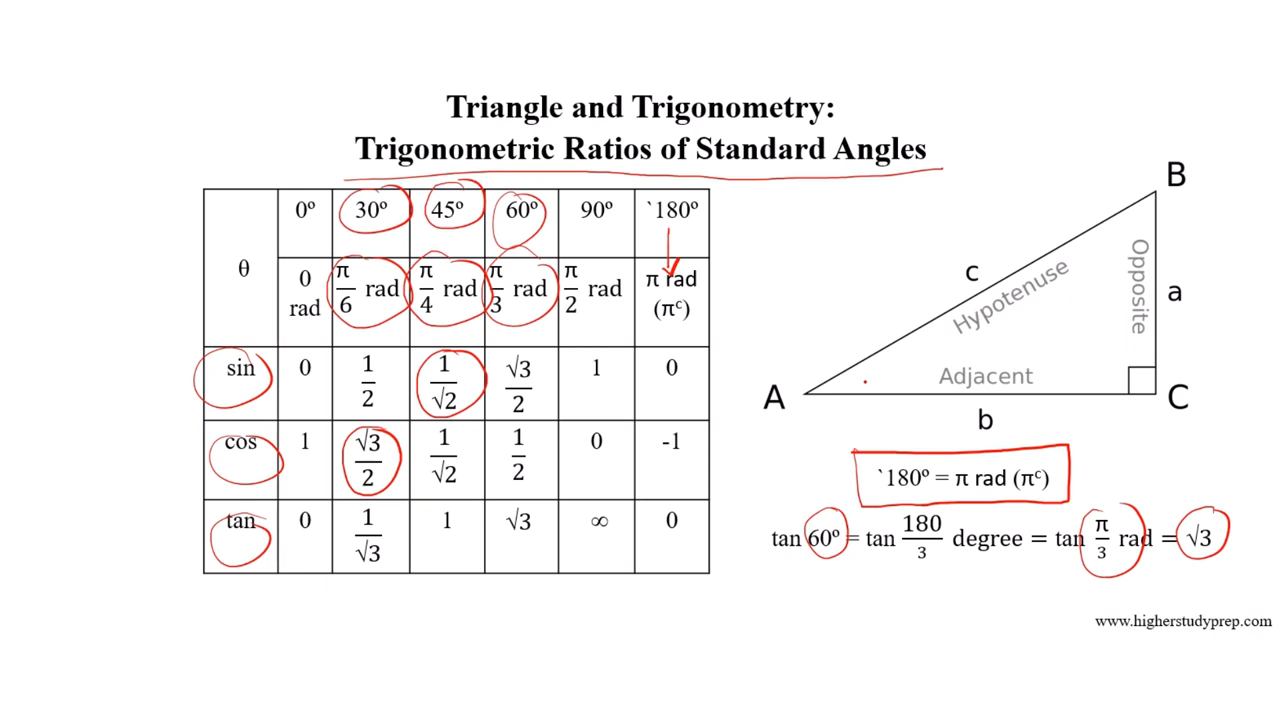 Triangle and Trigonometry:
Trigonometric Ratios of Standard Angles
θ 0º 30º 45º 60º 90º `180º
0 rad π/6 rad π/4 rad π/3 rad π/2 rad π rad (πᶜ)
sin 0 1/2 1/√2 √3/2 1 0
cos 1 √3/2 1/√2 1/2 0 -1
tan 0 1/√3 1 √3 ∞ 0
B
c
Hypotenuse
Opposite
a
A
Adjacent
C
b
`180º = π rad (πᶜ)
tan 60º = tan 180/3 degree = tan π/3 rad = √3
www.higherstudyprep.com